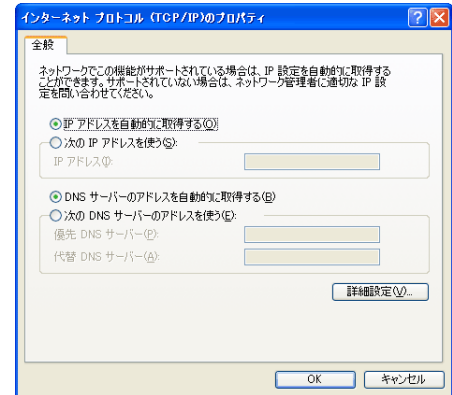 インターネット プロトコル (TCP/IP)のプロパティ
全般
ネットワークでこの機能がサポートされている場合は、IP 設定を自動的に取得する
ことができます。サポートされていない場合は、ネットワーク管理者に適切な IP 設
定を問い合わせてください。
IP アドレスを自動的に取得する(O)
次の IP アドレスを使う(S):
IP アドレス(I):
DNS サーバーのアドレスを自動的に取得する(B)
次の DNS サーバーのアドレスを使う(E):
優先 DNS サーバー(P):
代替 DNS サーバー(A):
詳細設定(V)...
OK
キャンセル